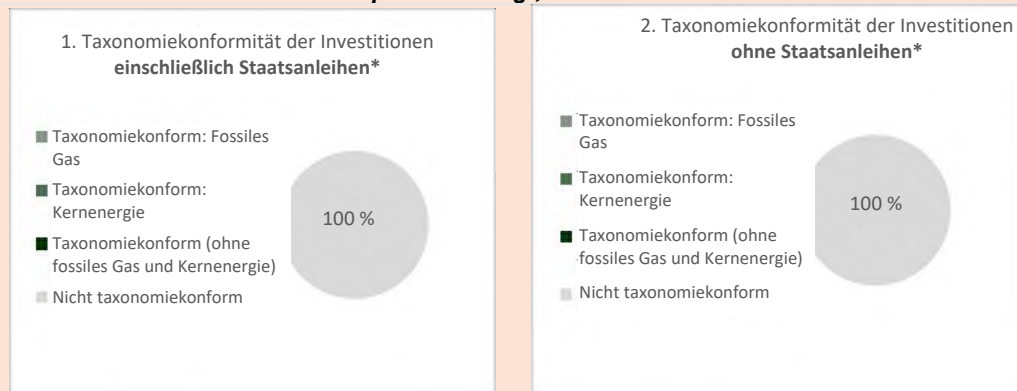 1. Taxonomiekonformität der Investitionen
einschließlich Staatsanleihen*
Taxonomiekonform: Fossiles
Gas
Taxonomiekonform:
Kernenergie
Taxonomiekonform (ohne
fossiles Gas und Kernenergie)
Nicht taxonomiekonform
100 %
2. Taxonomiekonformität der Investitionen
ohne Staatsanleihen*
Taxonomiekonform: Fossiles
Gas
Taxonomiekonform:
Kernenergie
Taxonomiekonform (ohne
fossiles Gas und Kernenergie)
Nicht taxonomiekonform
100 %